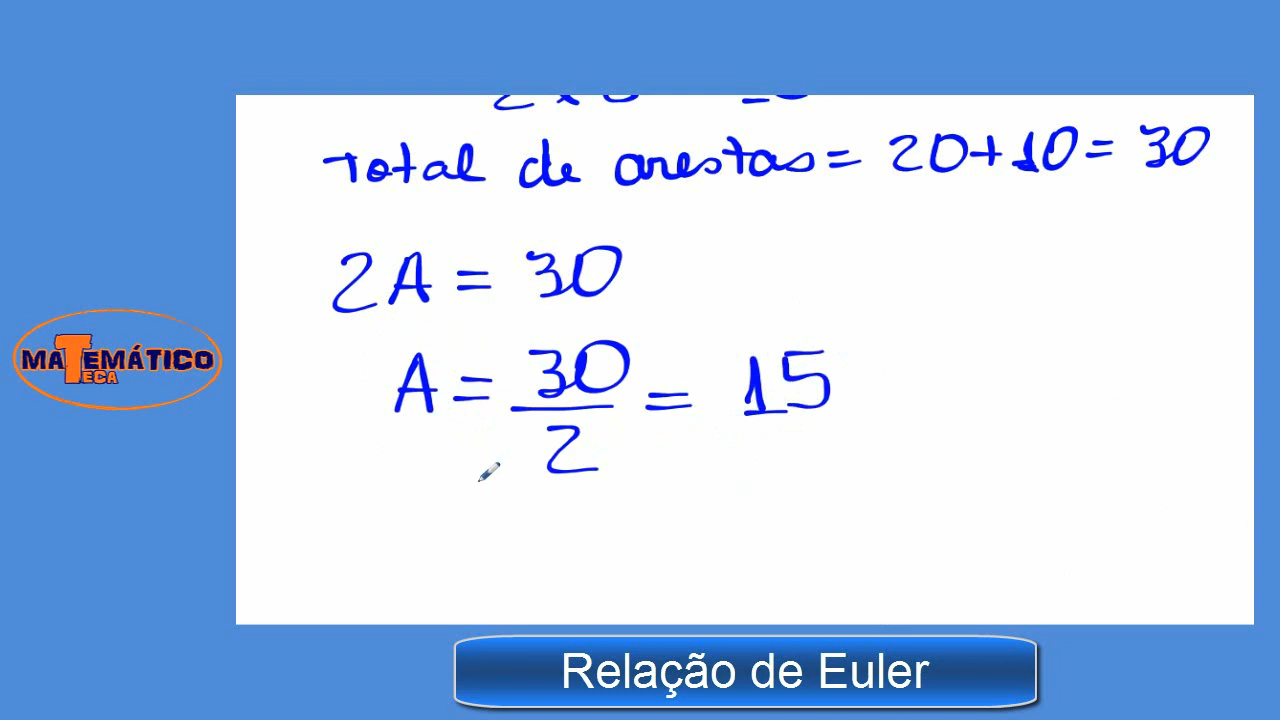 Total de arestas = 20+10 = 30
2A = 30
A = 30/2 = 15
MATEMÁTICO
TECA
Relação de Euler